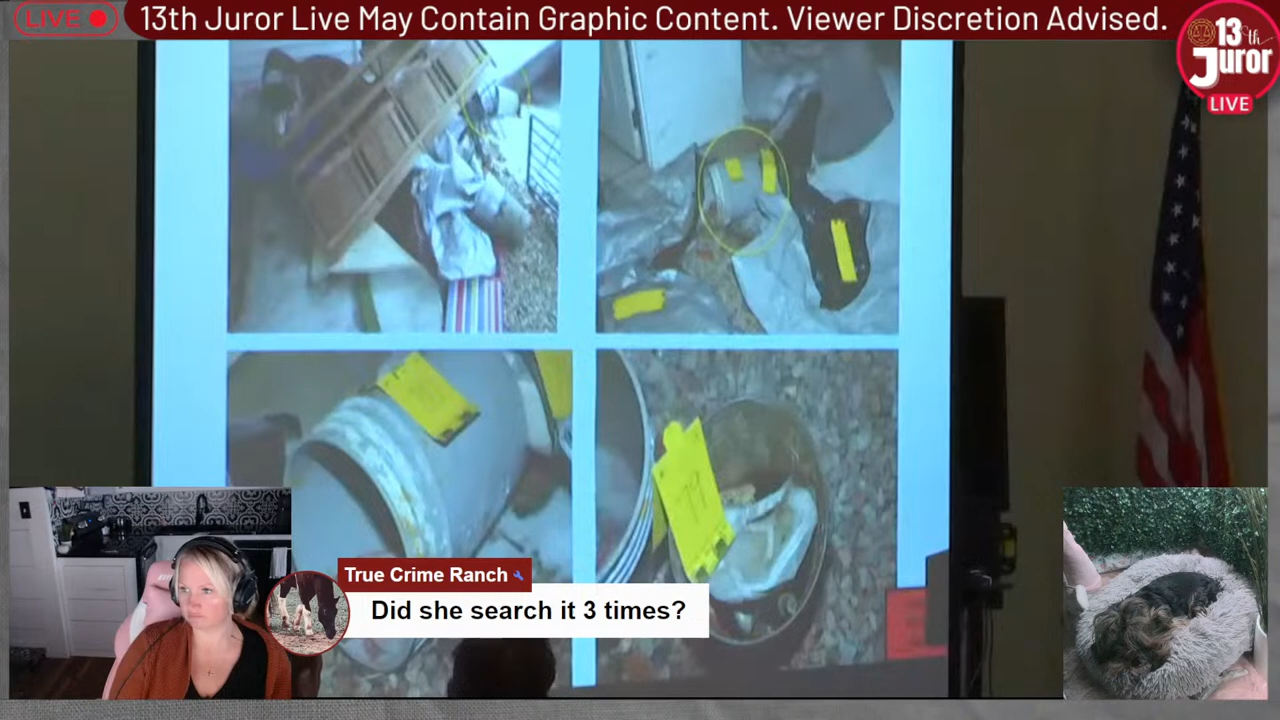 LIVE
13th Juror Live May Contain Graphic Content. Viewer Discretion Advised.
13th
Juror
LIVE
True Crime Ranch
Did she search it 3 times?